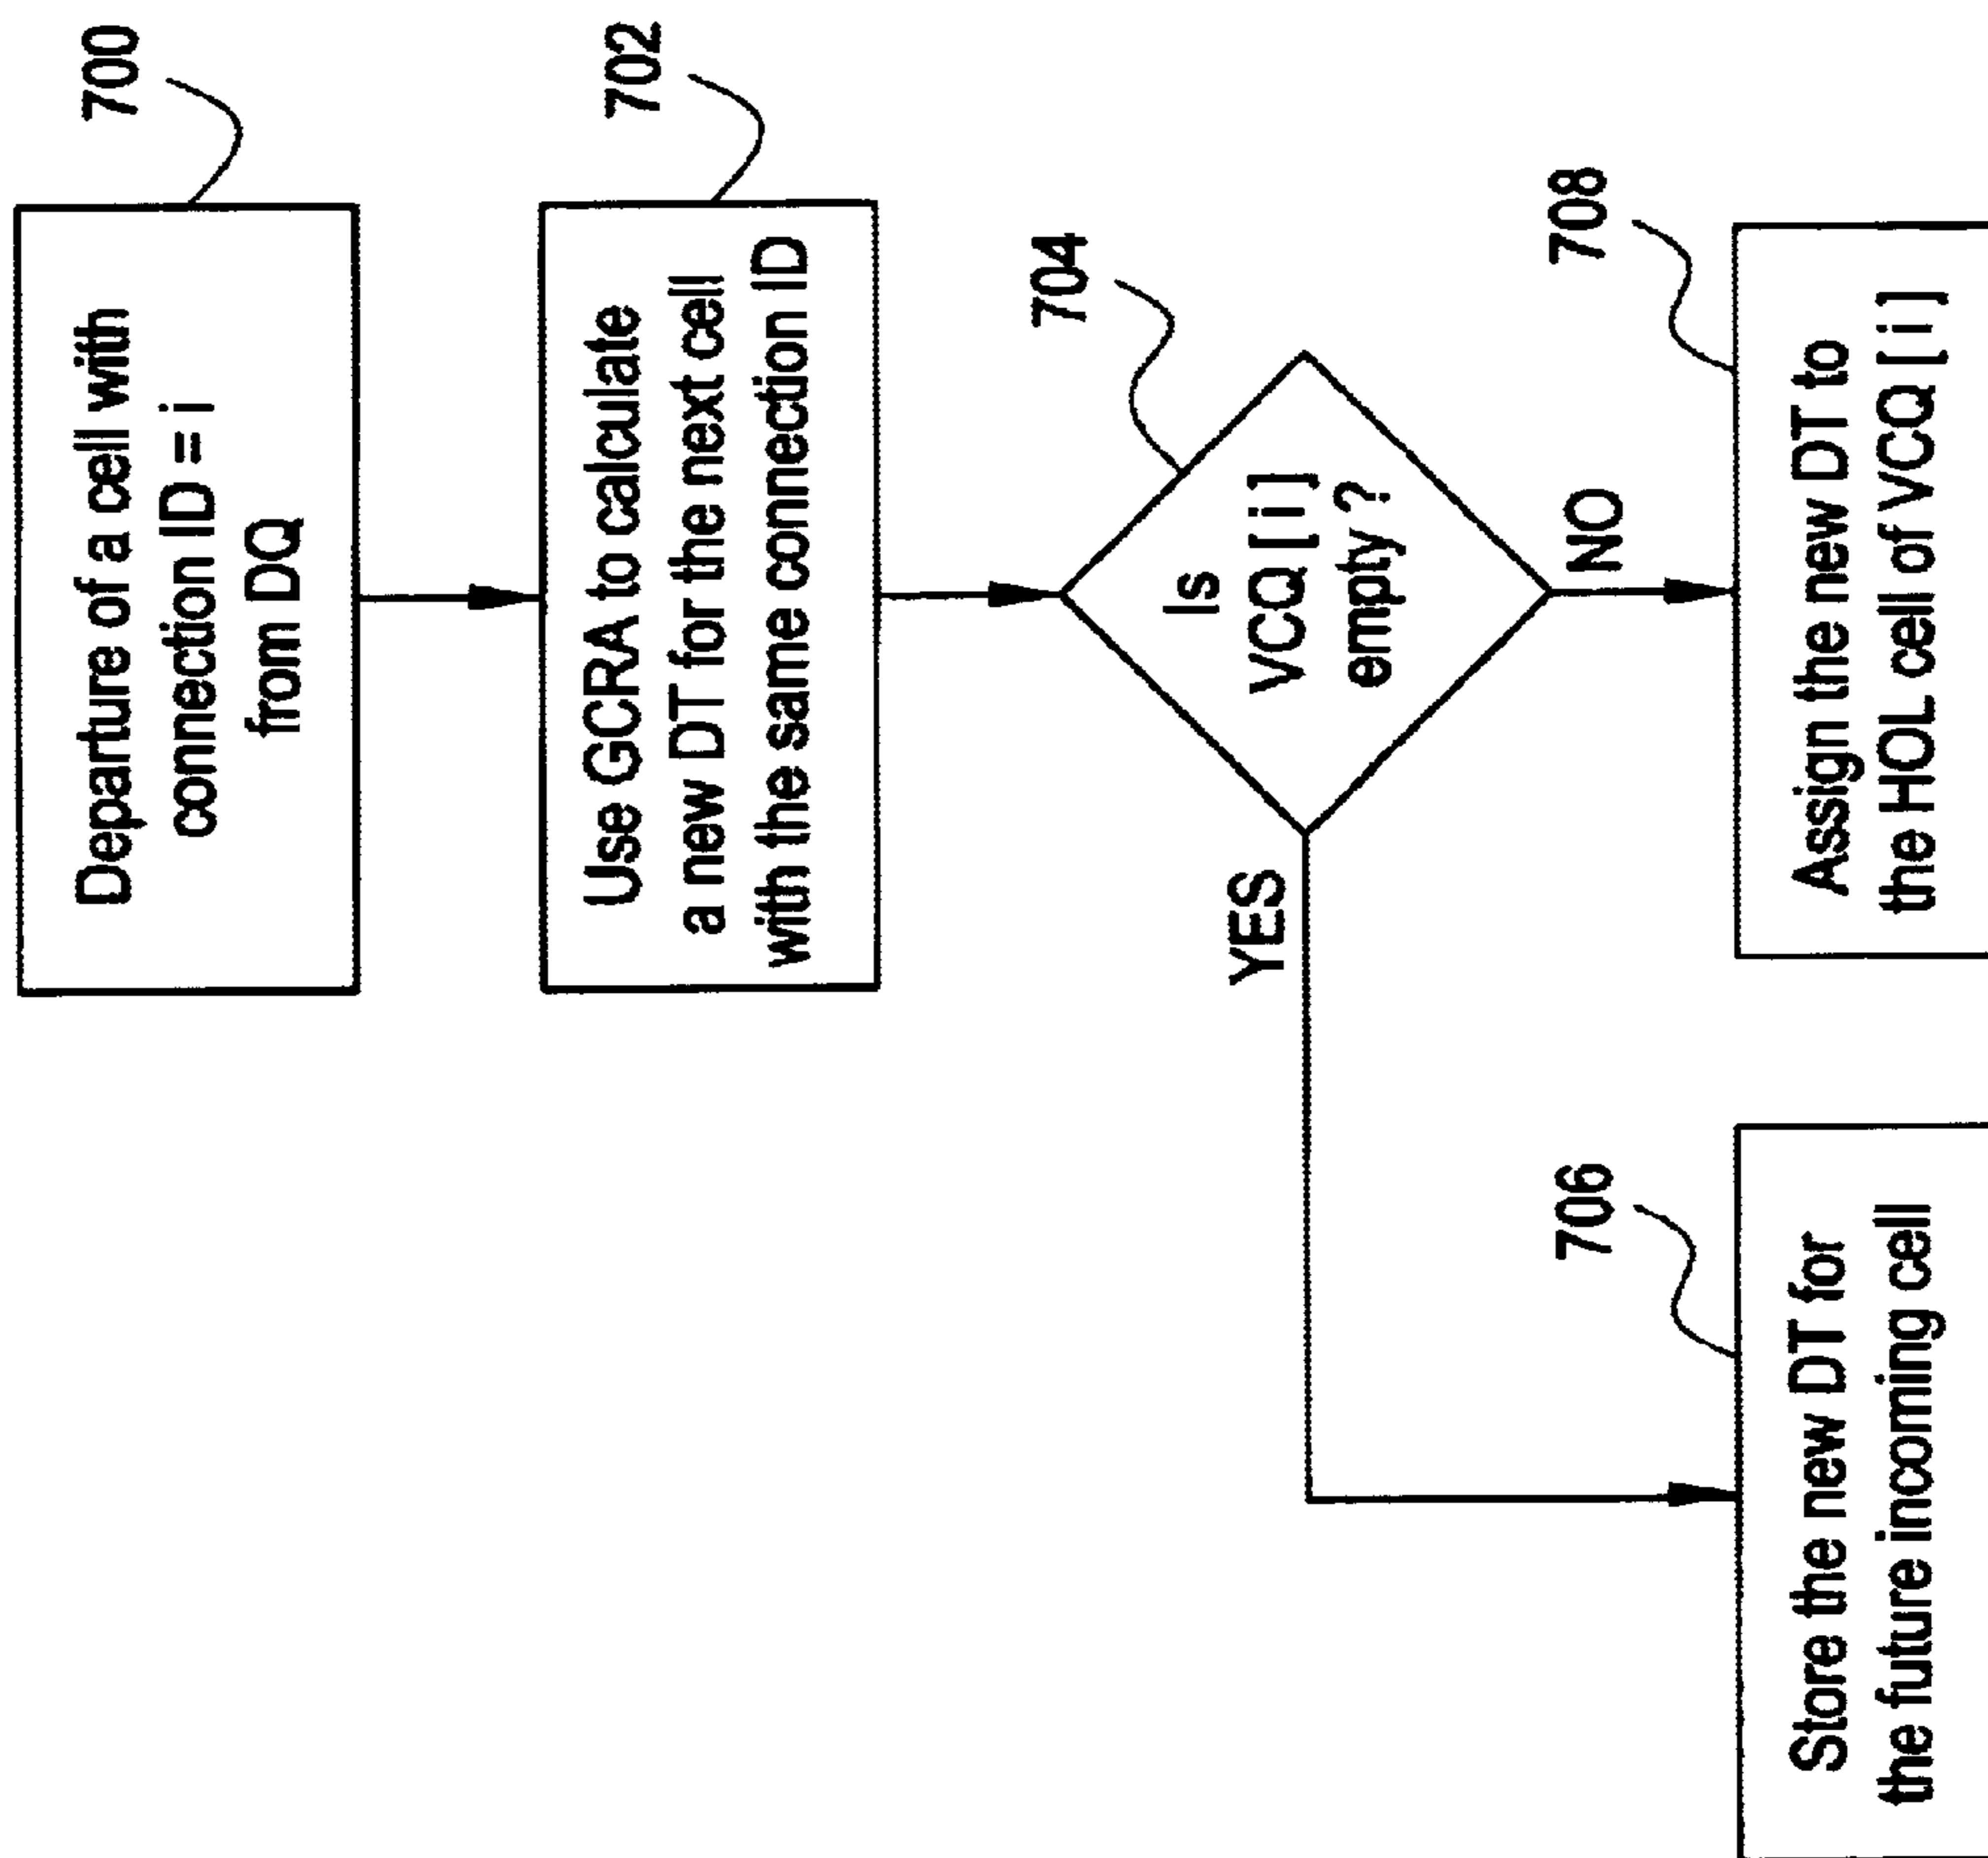 700
Departure of a cell with
connection ID = i
from DQ
702
Use GCRA to calculate
a new DT for the next cell
with the same connection ID
704
Is
VCQ [ i ]
empty ?
YES
NO
706
Store the new DT for
the future incoming cell
708
Assign the new DT to
the HOL cell of VCQ [ i ]